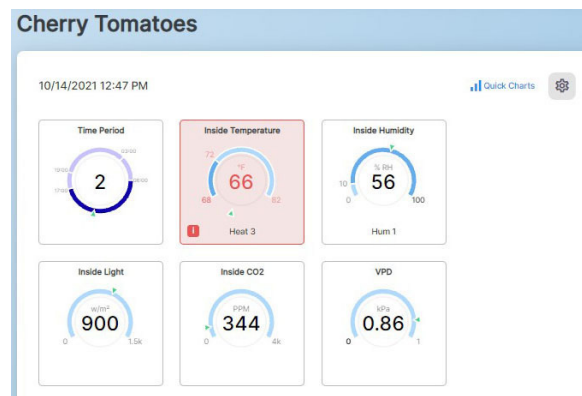 Cherry Tomatoes
10/14/2021 12:47 PM
Quick Charts
Time Period
2
Inside Temperature
72
°F
66
68
82
Heat 3
Inside Humidity
% RH
56
10
0
100
Hum 1
Inside Light
w/m²
900
0
1.5k
Inside CO2
PPM
344
0
4k
VPD
kPa
0.86
0
1